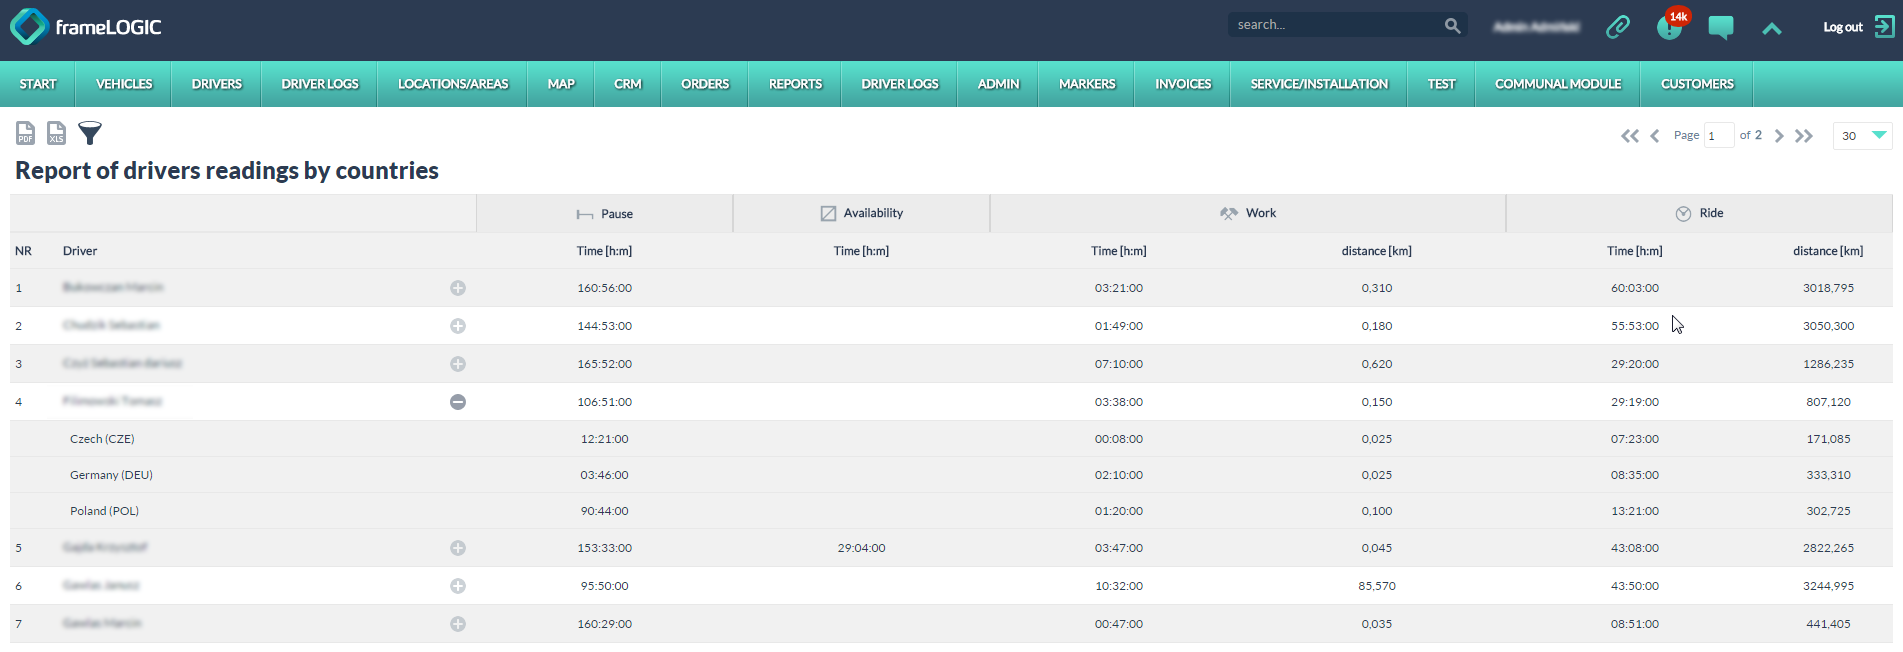 frameLOGIC search... 14k Log out
START VEHICLES DRIVERS DRIVER LOGS LOCATIONS/AREAS MAP CRM ORDERS REPORTS DRIVER LOGS ADMIN MARKERS INVOICES SERVICE/INSTALLATION TEST COMMUNAL MODULE CUSTOMERS
PDF XLS Page 1 of 2 30
Report of drivers readings by countries
Pause Availability Work Ride
NR Driver Time [h:m] Time [h:m] Time [h:m] distance [km] Time [h:m] distance [km]
1 160:56:00 03:21:00 0,310 60:03:00 3018,795
2 144:53:00 01:49:00 0,180 55:53:00 3050,300
3 165:52:00 07:10:00 0,620 29:20:00 1286,235
4 106:51:00 03:38:00 0,150 29:19:00 807,120
Czech (CZE) 12:21:00 00:08:00 0,025 07:23:00 171,085
Germany (DEU) 03:46:00 02:10:00 0,025 08:35:00 333,310
Poland (POL) 90:44:00 01:20:00 0,100 13:21:00 302,725
5 153:33:00 29:04:00 03:47:00 0,045 43:08:00 2822,265
6 95:50:00 10:32:00 85,570 43:50:00 3244,995
7 160:29:00 00:47:00 0,035 08:51:00 441,405